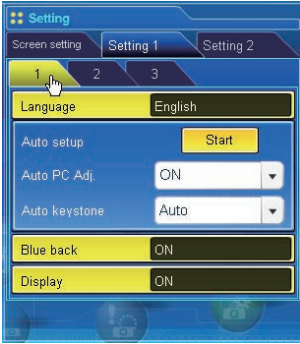 Setting
Screen setting Setting 1 Setting 2
1 2 3
Language English
Auto setup Start
Auto PC Adj. ON
Auto keystone Auto
Blue back ON
Display ON